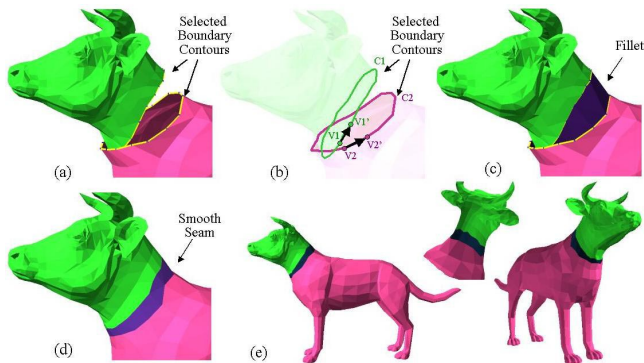 Selected
Boundary
Contours
(a)
Selected
Boundary
Contours
C1
C2
V1
V1'
V2
V2'
(b)
Fillet
(c)
Smooth
Seam
(d)
(e)